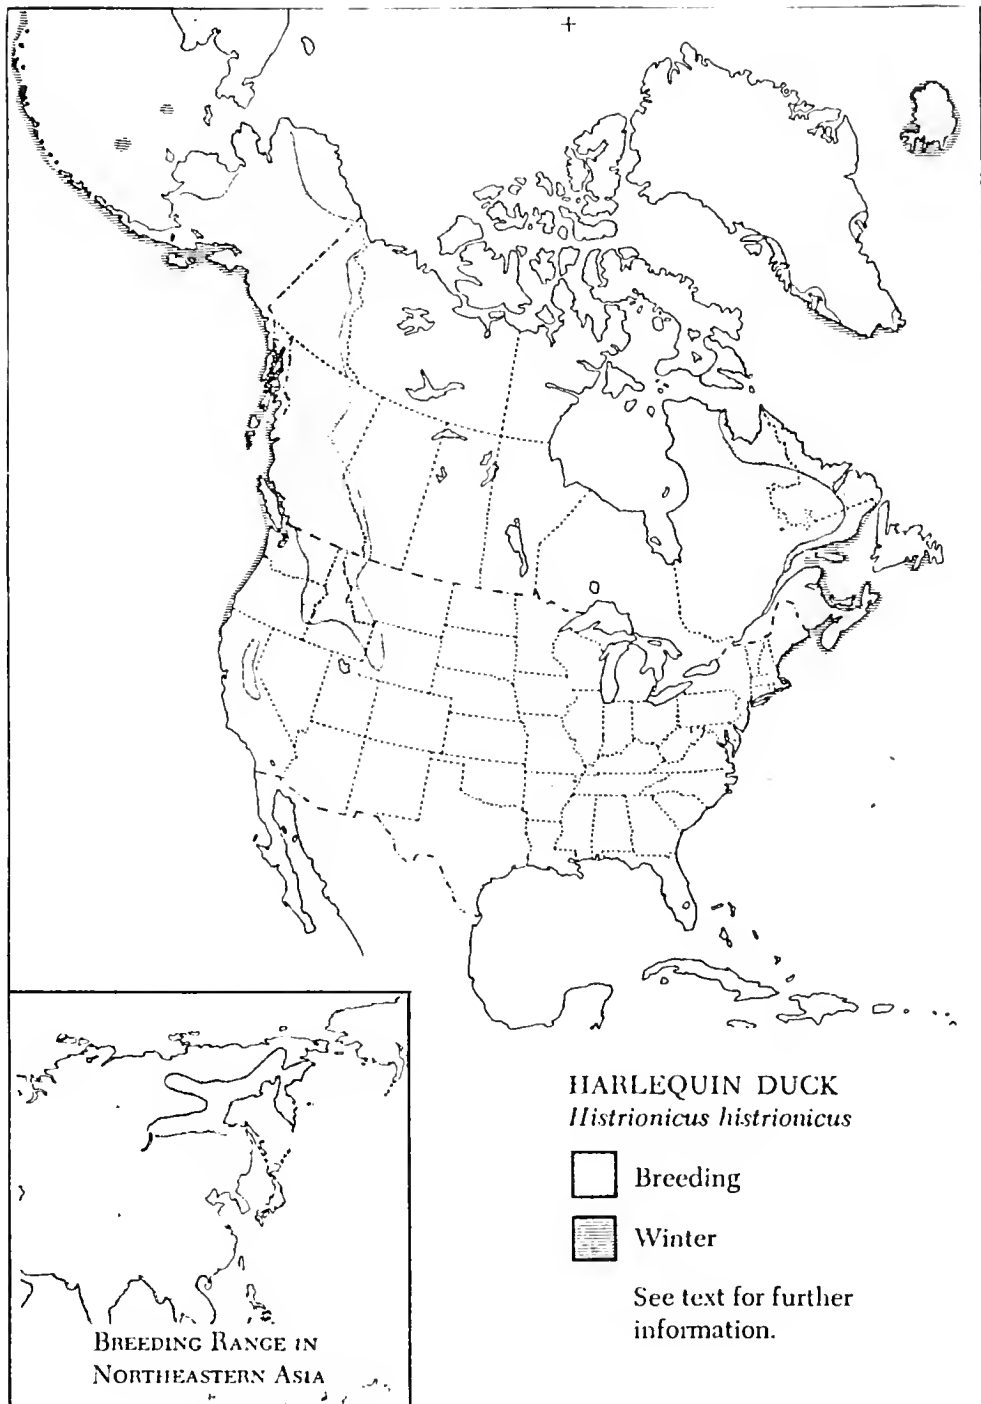 HARLEQUIN DUCK
Histrionicus histrionicus
Breeding
Winter
See text for further
information.
BREEDING RANGE IN
NORTHEASTERN ASIA